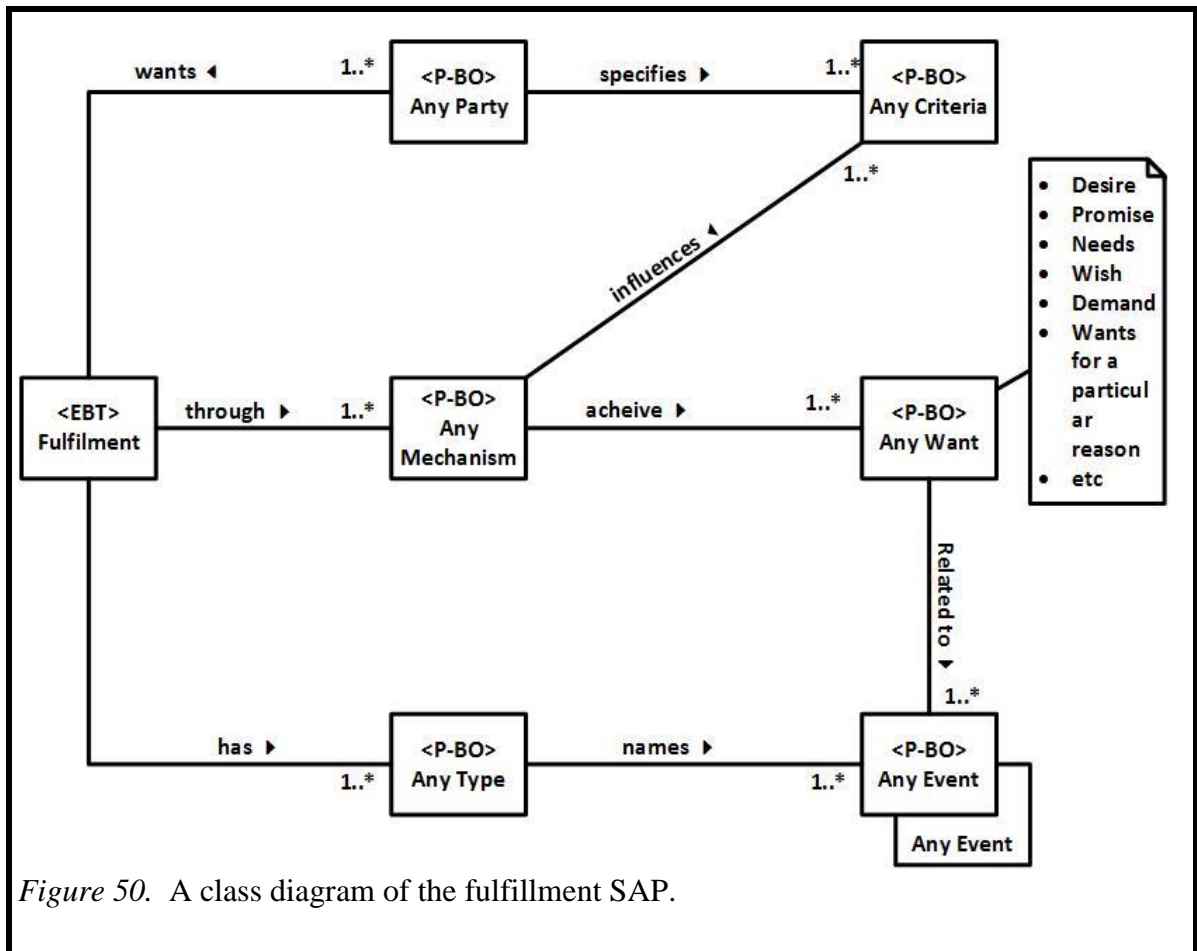 wants ◄
1..*
<P-BO>
Any Party
specifies ►
1..*
<P-BO>
Any Criteria
1..*
influences ◄
• Desire
• Promise
• Needs
• Wish
• Demand
• Wants
for a
particul
ar
reason
• etc
<EBT>
Fulfilment
through ►
1..*
<P-BO>
Any
Mechanism
acheive ►
1..*
<P-BO>
Any Want
Related to ►
1..*
has ►
1..*
<P-BO>
Any Type
names ►
1..*
<P-BO>
Any Event
Any Event
Figure 50. A class diagram of the fulfillment SAP.